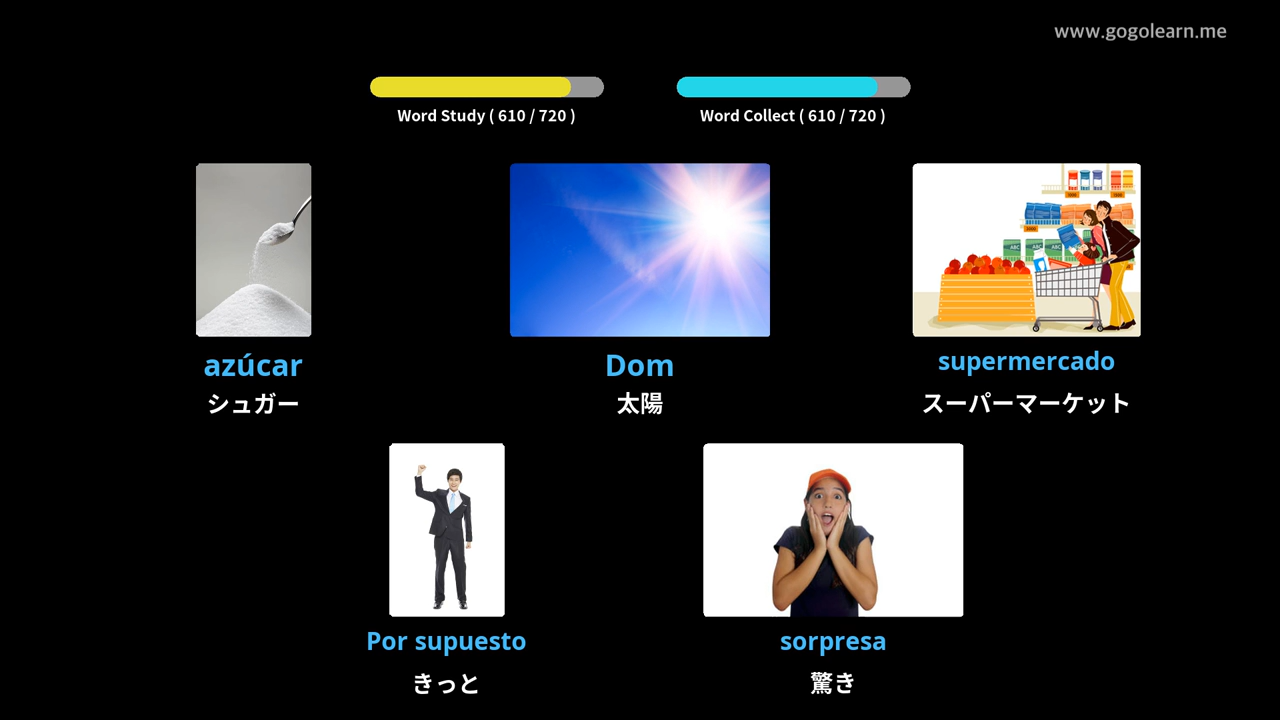 www.gogolearn.me
Word Study ( 610 / 720 )
Word Collect ( 610 / 720 )
azúcar
シュガー
Dom
太陽
supermercado
スーパーマーケット
Por supuesto
きっと
sorpresa
驚き